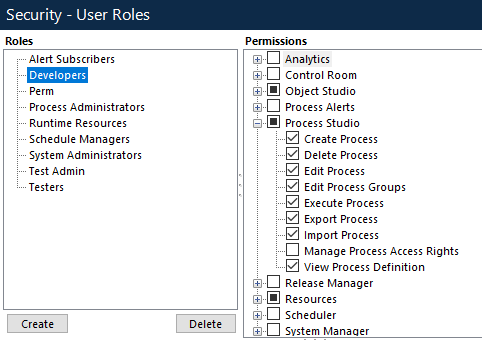 Security - User Roles
Roles
Alert Subscribers
Developers
Perm
Process Administrators
Runtime Resources
Schedule Managers
System Administrators
Test Admin
Testers
Create
Delete
Permissions
Analytics
Control Room
Object Studio
Process Alerts
Process Studio
Create Process
Delete Process
Edit Process
Edit Process Groups
Execute Process
Export Process
Import Process
Manage Process Access Rights
View Process Definition
Release Manager
Resources
Scheduler
System Manager